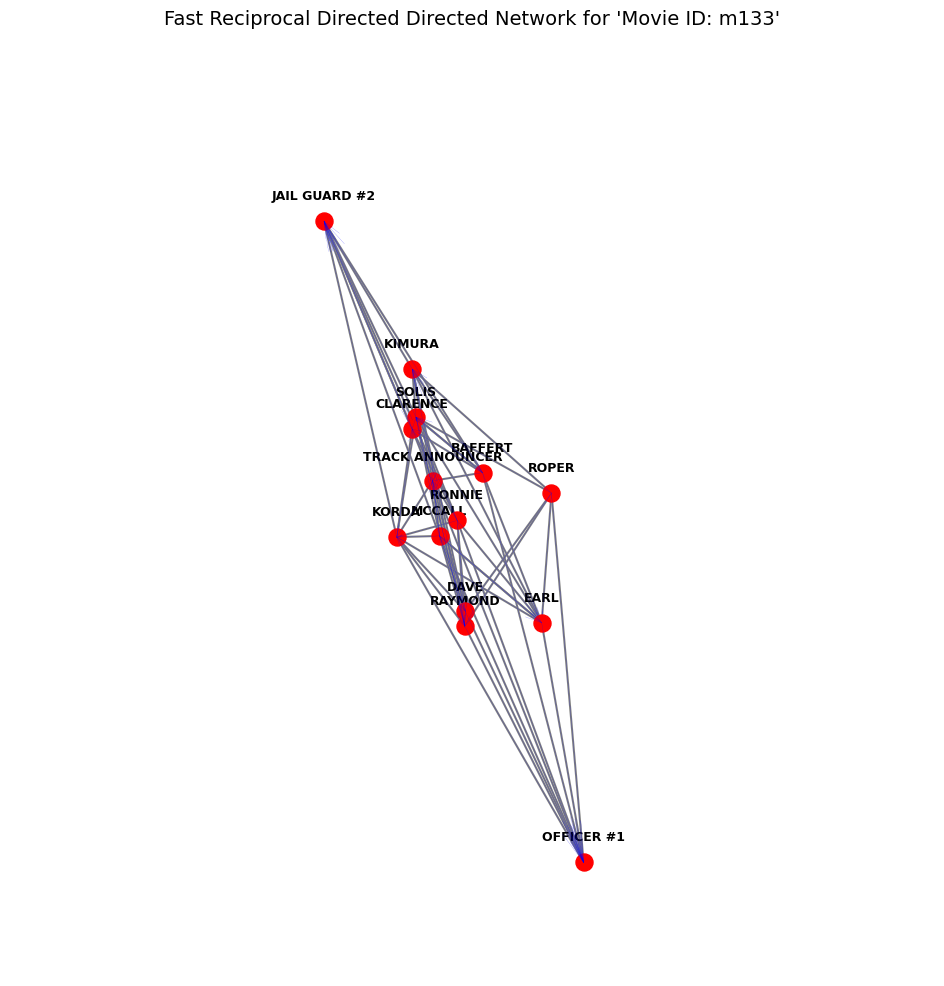 Fast Reciprocal Directed Directed Network for 'Movie ID: m133'
JAIL GUARD #2
KIMURA
SOLIS
CLARENCE
BAFFERT
TRACK ANNOUNCER
ROPER
RONNIE
KORDA
MCCALL
DAVE
EARL
RAYMOND
OFFICER #1